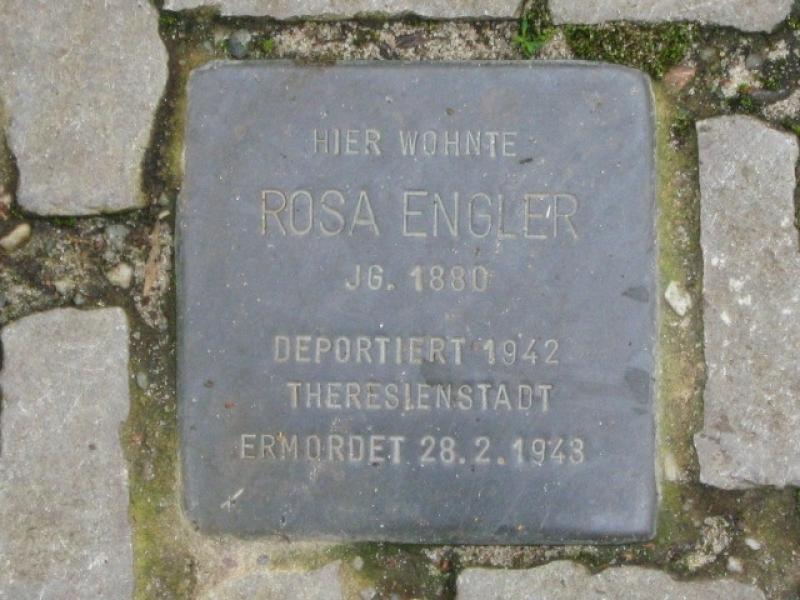 HIER WOHNTE
ROSA ENGLER
JG. 1880
DEPORTIERT 1942
THERESIENSTADT
ERMORDET 28.2.1943